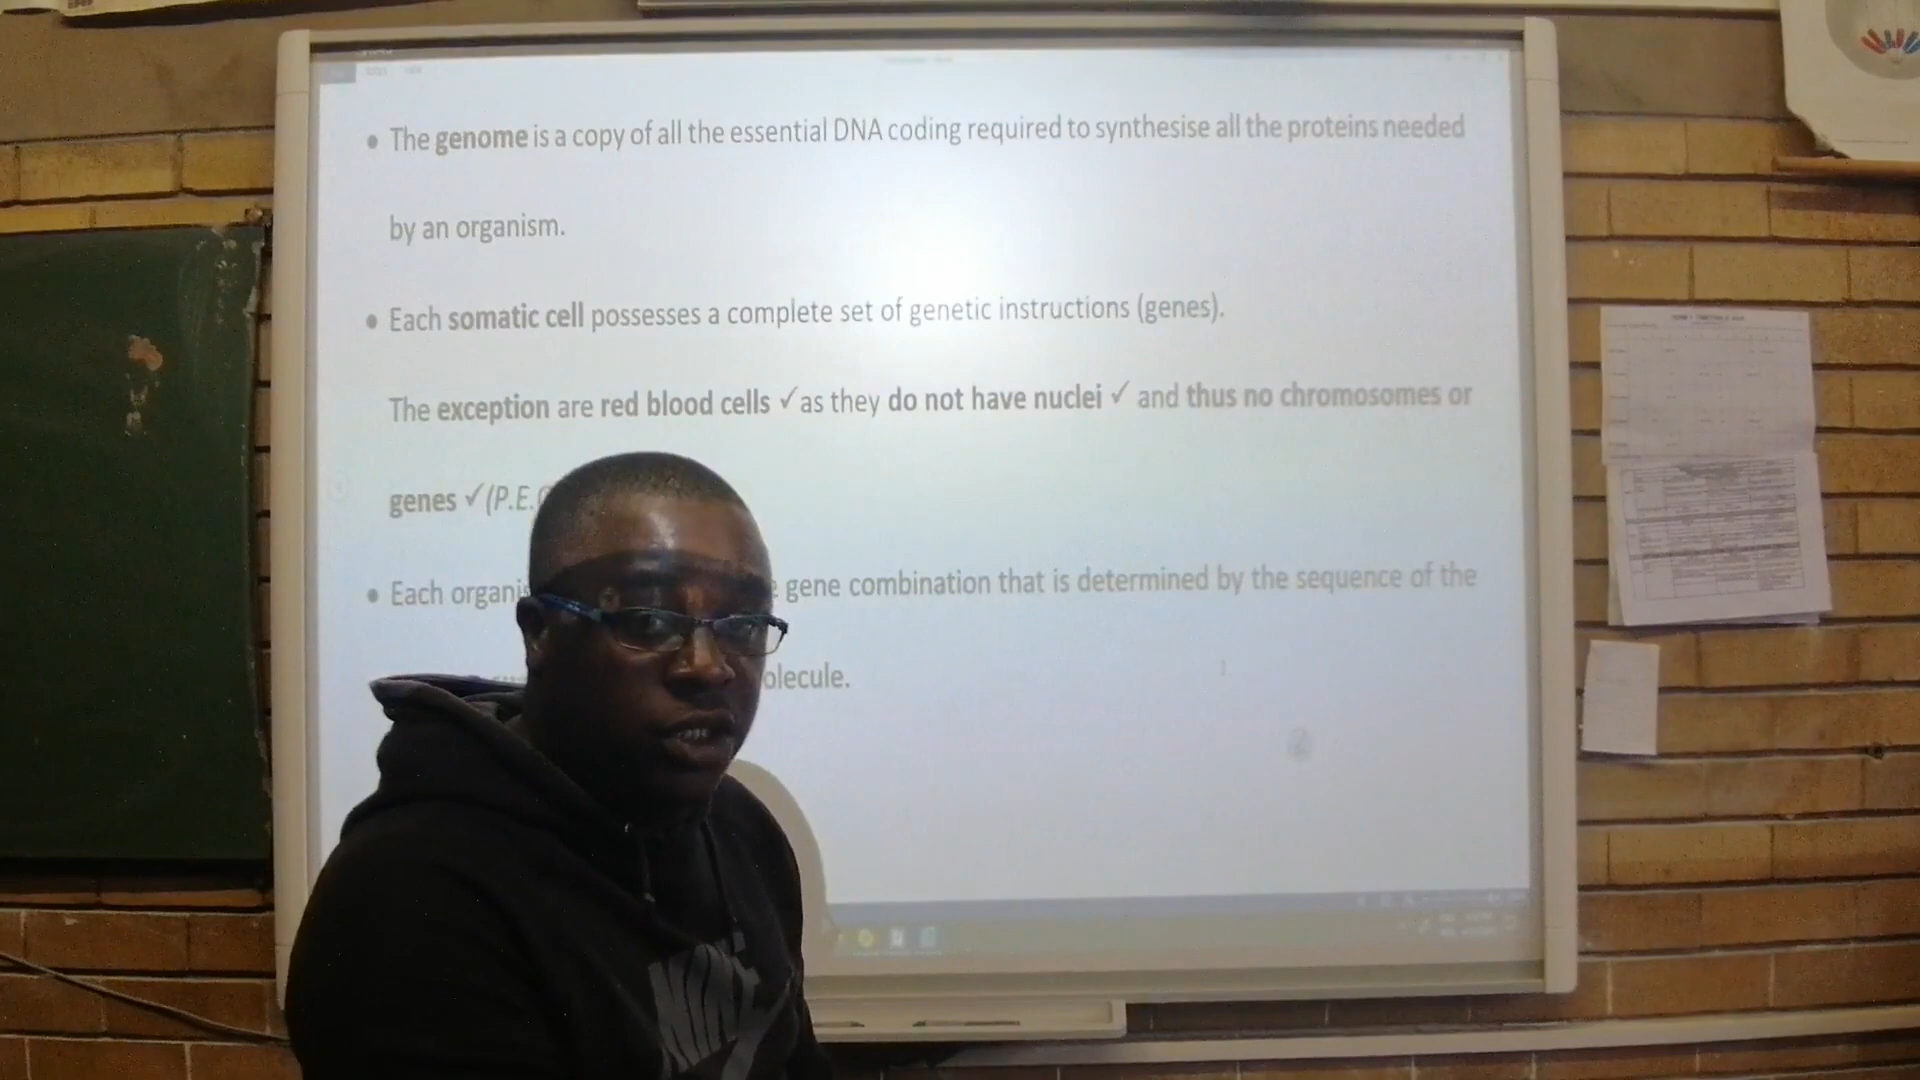 • The genome is a copy of all the essential DNA coding required to synthesise all the proteins needed
by an organism.
• Each somatic cell possesses a complete set of genetic instructions (genes).
The exception are red blood cells ✓ as they do not have nuclei ✓ and thus no chromosomes or
genes ✓ (P.E.
• Each gene combination that is determined by the sequence of the
olecule.
NIKE